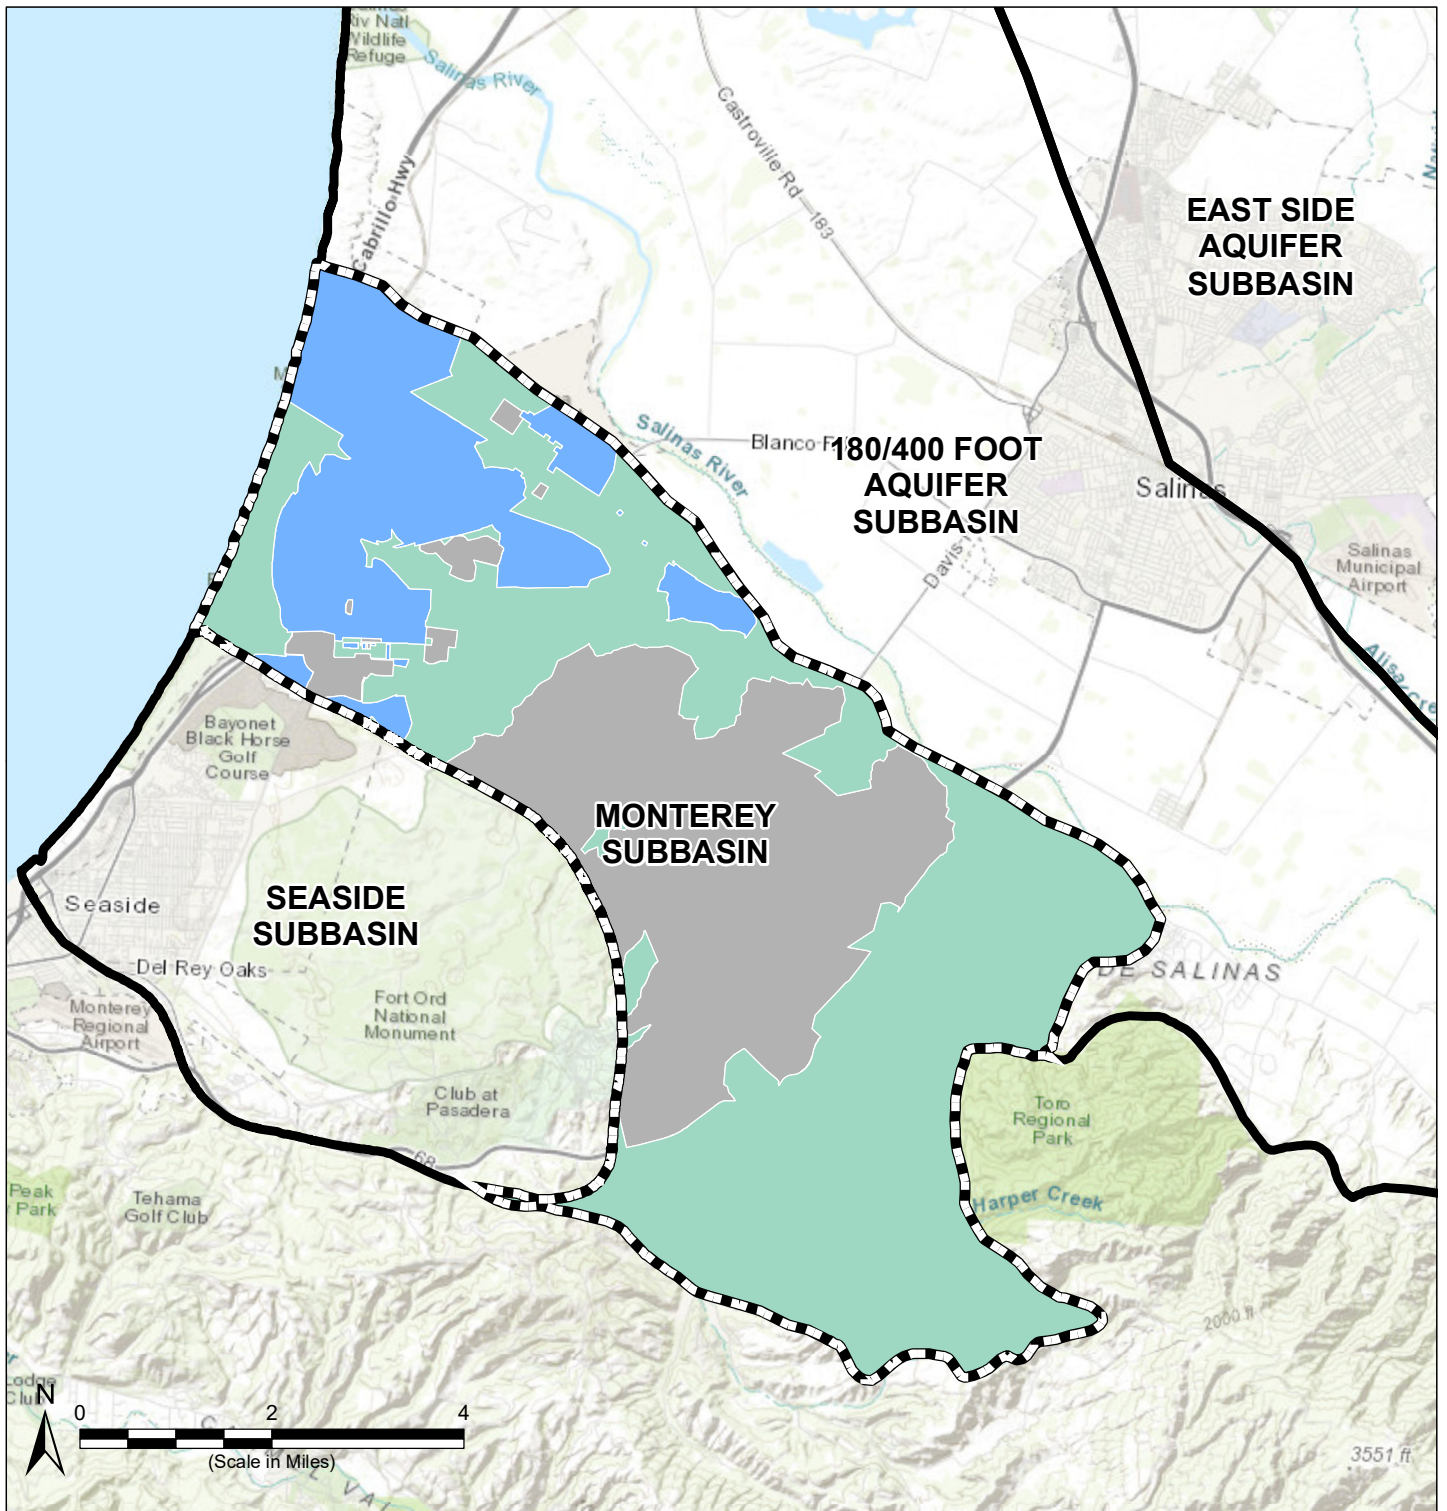 Riv Natl
Wildlife
Refuge
Salinas River
Cabrillo Hwy
Castroville Rd
183
EAST SIDE
AQUIFER
SUBBASIN
Salinas River
Blanco
180/400 FOOT
AQUIFER
SUBBASIN
Salinas
Davis
Salinas
Municipal
Airport
Bayonet
Black Horse
Golf
Course
MONTEREY
SUBBASIN
SEASIDE
SUBBASIN
Seaside
Del Rey Oaks
DE SALINAS
Monterey
Regional
Airport
Fort Ord
National
Monument
Club at
Pasadera
Toro
Regional
Park
68
Harper Creek
Peak
Park
Tehama
Golf Club
2000 ft
Lodge
Club
N
0 2 4
(Scale in Miles)
3551 ft